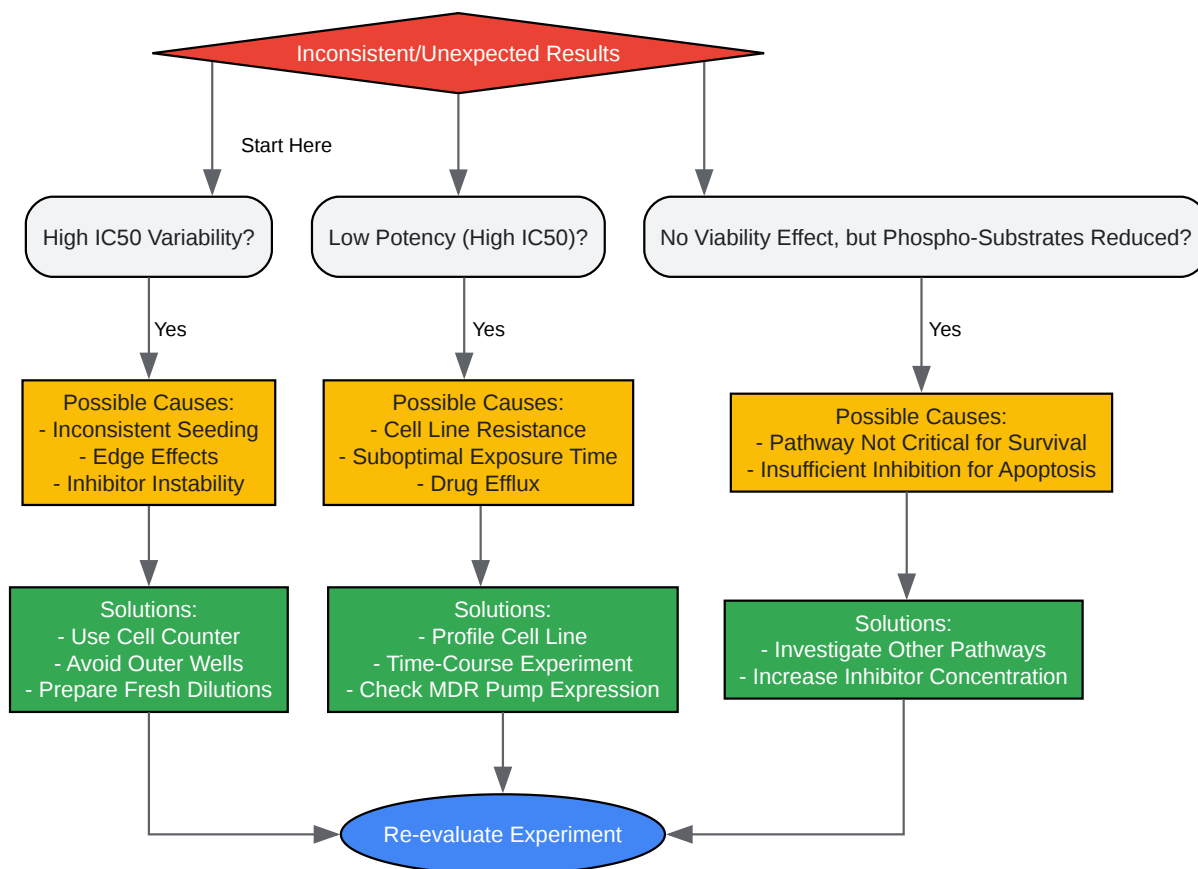 Inconsistent/Unexpected Results
Start Here
High IC50 Variability?
Low Potency (High IC50)?
No Viability Effect, but Phospho-Substrates Reduced?
Yes
Yes
Yes
Possible Causes:
- Inconsistent Seeding
- Edge Effects
- Inhibitor Instability
Possible Causes:
- Cell Line Resistance
- Suboptimal Exposure Time
- Drug Efflux
Possible Causes:
- Pathway Not Critical for Survival
- Insufficient Inhibition for Apoptosis
Solutions:
- Use Cell Counter
- Avoid Outer Wells
- Prepare Fresh Dilutions
Solutions:
- Profile Cell Line
- Time-Course Experiment
- Check MDR Pump Expression
Solutions:
- Investigate Other Pathways
- Increase Inhibitor Concentration
Re-evaluate Experiment